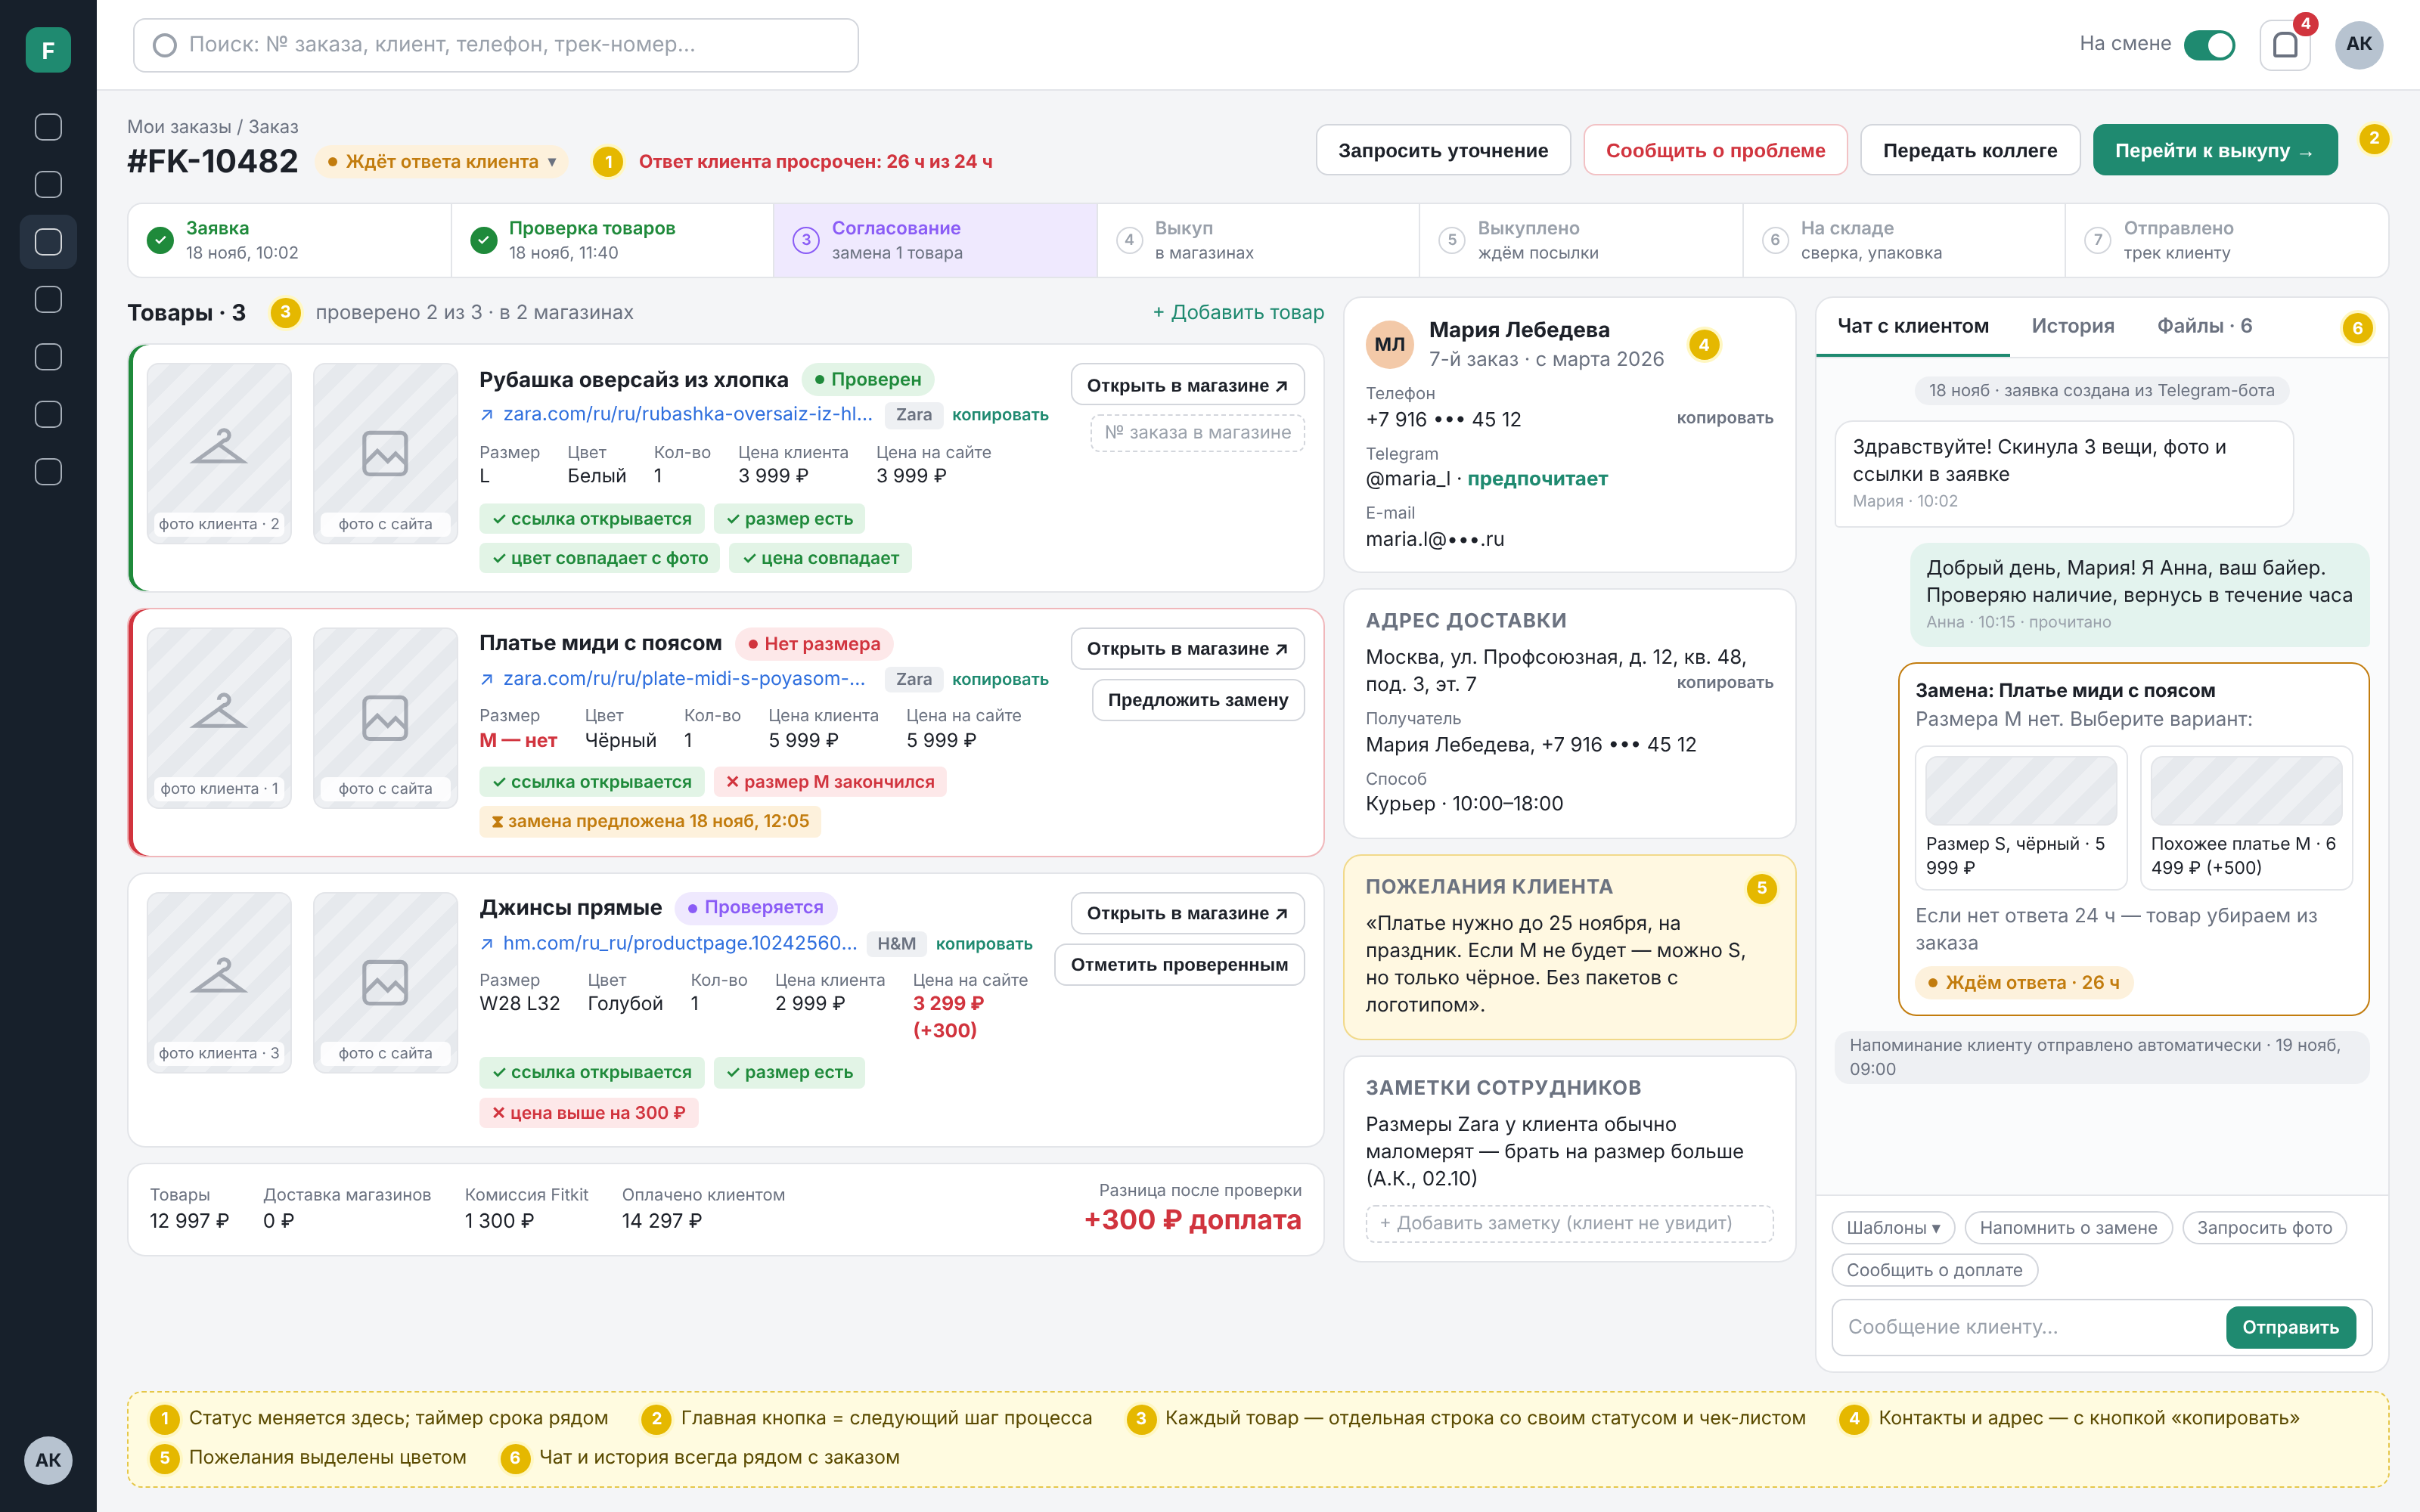 F
Поиск: № заказа, клиент, телефон, трек-номер...
На смене
4
АК
Мои заказы / Заказ
#FK-10482
Ждёт ответа клиента ▾
1
Ответ клиента просрочен: 26 ч из 24 ч
Запросить уточнение
Сообщить о проблеме
Передать коллеге
Перейти к выкупу →
2
Заявка
18 нояб, 10:02
Проверка товаров
18 нояб, 11:40
3
Согласование
замена 1 товара
4
Выкуп
в магазинах
5
Выкуплено
ждём посылки
6
На складе
сверка, упаковка
7
Отправлено
трек клиенту
Товары · 3
3
проверено 2 из 3 · в 2 магазинах
+ Добавить товар
фото клиента · 2
фото с сайта
Рубашка оверсайз из хлопка
Проверен
↗ zara.com/ru/ru/rubashka-oversaiz-iz-hl...
Zara
копировать
Размер Цвет Кол-во Цена клиента Цена на сайте
L Белый 1 3 999 ₽ 3 999 ₽
✓ ссылка открывается
✓ размер есть
✓ цвет совпадает с фото
✓ цена совпадает
Открыть в магазине ↗
№ заказа в магазине
фото клиента · 1
фото с сайта
Платье миди с поясом
Нет размера
↗ zara.com/ru/ru/plate-midi-s-poyasom-...
Zara
копировать
Размер Цвет Кол-во Цена клиента Цена на сайте
M — нет Чёрный 1 5 999 ₽ 5 999 ₽
✓ ссылка открывается
✕ размер M закончился
⧗ замена предложена 18 нояб, 12:05
Открыть в магазине ↗
Предложить замену
фото клиента · 3
фото с сайта
Джинсы прямые
Проверяется
↗ hm.com/ru_ru/productpage.10242560...
H&M
копировать
Размер Цвет Кол-во Цена клиента Цена на сайте
W28 L32 Голубой 1 2 999 ₽ 3 299 ₽
(+300)
✓ ссылка открывается
✓ размер есть
✕ цена выше на 300 ₽
Открыть в магазине ↗
Отметить проверенным
Товары Доставка магазинов Комиссия Fitkit Оплачено клиентом
12 997 ₽ 0 ₽ 1 300 ₽ 14 297 ₽
Разница после проверки
+300 ₽ доплата
МЛ
Мария Лебедева
7-й заказ · с марта 2026
4
Телефон
+7 916 ••• 45 12
копировать
Telegram
@maria_l · предпочитает
E-mail
maria.l@•••.ru
АДРЕС ДОСТАВКИ
Москва, ул. Профсоюзная, д. 12, кв. 48,
под. 3, эт. 7
копировать
Получатель
Мария Лебедева, +7 916 ••• 45 12
Способ
Курьер · 10:00–18:00
ПОЖЕЛАНИЯ КЛИЕНТА
5
«Платье нужно до 25 ноября, на
праздник. Если M не будет — можно S,
но только чёрное. Без пакетов с
логотипом».
ЗАМЕТКИ СОТРУДНИКОВ
Размеры Zara у клиента обычно
маломерят — брать на размер больше
(А.К., 02.10)
+ Добавить заметку (клиент не увидит)
Чат с клиентом
История
Файлы · 6
6
18 нояб · заявка создана из Telegram-бота
Здравствуйте! Скинула 3 вещи, фото и
ссылки в заявке
Мария · 10:02
Добрый день, Мария! Я Анна, ваш байер.
Проверяю наличие, вернусь в течение часа
Анна · 10:15 · прочитано
Замена: Платье миди с поясом
Размера M нет. Выберите вариант:
Размер S, чёрный · 5
999 ₽
Похожее платье M · 6
499 ₽ (+500)
Если нет ответа 24 ч — товар убираем из
заказа
Ждём ответа · 26 ч
Напоминание клиенту отправлено автоматически · 19 нояб,
09:00
Шаблоны ▾
Напомнить о замене
Запросить фото
Сообщить о доплате
Сообщение клиенту...
Отправить
1 Статус меняется здесь; таймер срока рядом
2 Главная кнопка = следующий шаг процесса
3 Каждый товар — отдельная строка со своим статусом и чек-листом
4 Контакты и адрес — с кнопкой «копировать»
5 Пожелания выделены цветом
6 Чат и история всегда рядом с заказом
АК